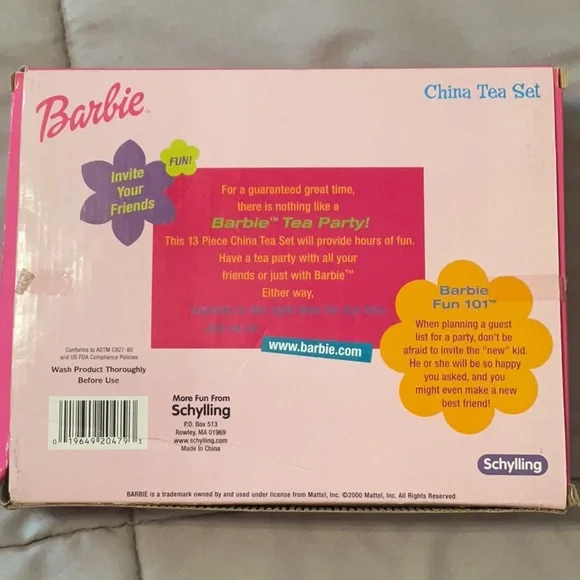 Barbie™
China Tea Set
Invite
Your
Friends
FUN!
For a guaranteed great time,
there is nothing like a
Barbie™ Tea Party!
This 13 Piece China Tea Set will provide hours of fun.
Have a tea party with all your
friends or just with Barbie™
Either way,
www.barbie.com
Barbie
Fun 101™
When planning a guest
list for a party, don't be
afraid to invite the "new" kid.
He or she will be so happy
you asked, and you
might even make a new
best friend!
Conforms to ASTM C927-80
and US FDA Compliance Policies
Wash Product Thoroughly
Before Use
0 19649 20479 3
More Fun From
Schylling
P.O. Box 513
Rowley, MA 01969
www.schylling.com
Made In China
Schylling
BARBIE is a trademark owned by and used under license from Mattel, Inc. ©2000 Mattel, Inc. All Rights Reserved.